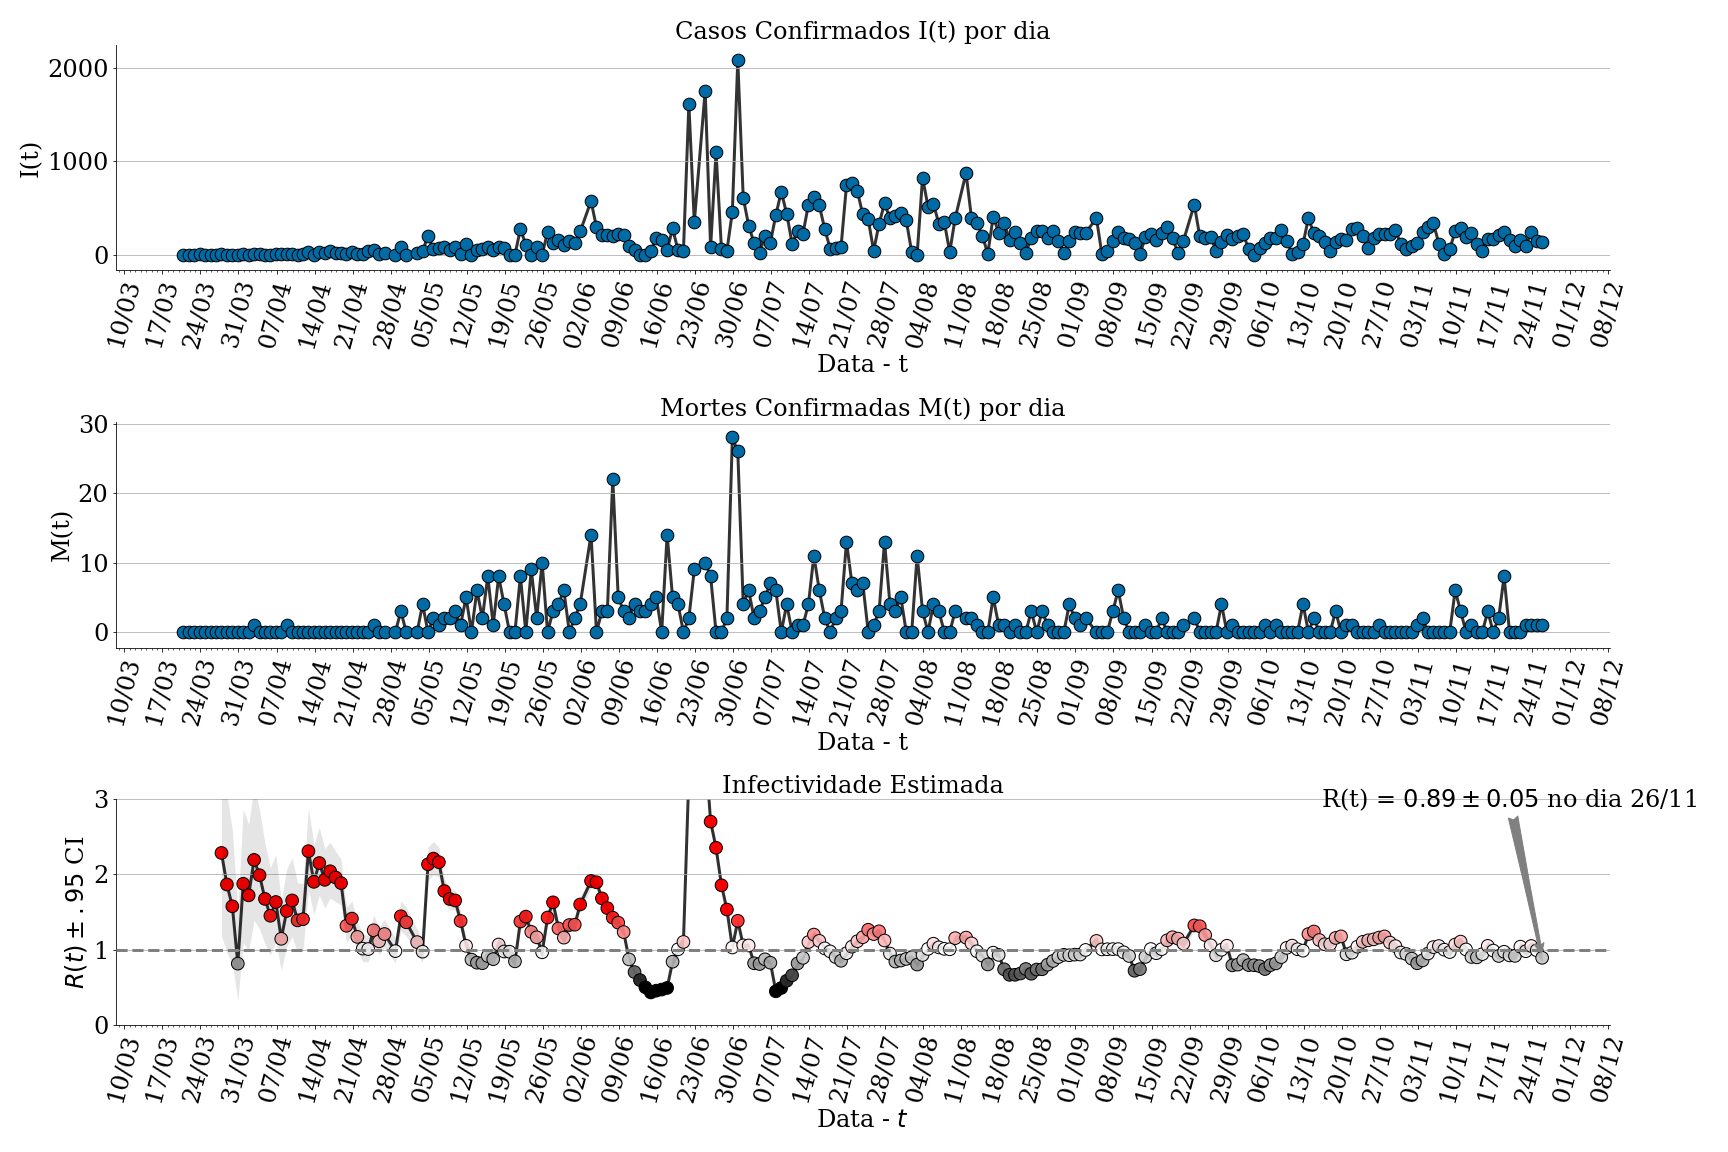 Casos Confirmados I(t) por dia
2000
1000
0
I(t)
10/03 17/03 24/03 31/03 07/04 14/04 21/04 28/04 05/05 12/05 19/05 26/05 02/06 09/06 16/06 23/06 30/06 07/07 14/07 21/07 28/07 04/08 11/08 18/08 25/08 01/09 08/09 15/09 22/09 29/09 06/10 13/10 20/10 27/10 03/11 10/11 17/11 24/11 01/12 08/12
Data - t
Mortes Confirmadas M(t) por dia
30
20
10
0
M(t)
10/03 17/03 24/03 31/03 07/04 14/04 21/04 28/04 05/05 12/05 19/05 26/05 02/06 09/06 16/06 23/06 30/06 07/07 14/07 21/07 28/07 04/08 11/08 18/08 25/08 01/09 08/09 15/09 22/09 29/09 06/10 13/10 20/10 27/10 03/11 10/11 17/11 24/11 01/12 08/12
Data - t
Infectividade Estimada
R(t) = 0.89 ± 0.05 no dia 26/11
3
2
1
0
R(t) ± .95 CI
10/03 17/03 24/03 31/03 07/04 14/04 21/04 28/04 05/05 12/05 19/05 26/05 02/06 09/06 16/06 23/06 30/06 07/07 14/07 21/07 28/07 04/08 11/08 18/08 25/08 01/09 08/09 15/09 22/09 29/09 06/10 13/10 20/10 27/10 03/11 10/11 17/11 24/11 01/12 08/12
Data - t